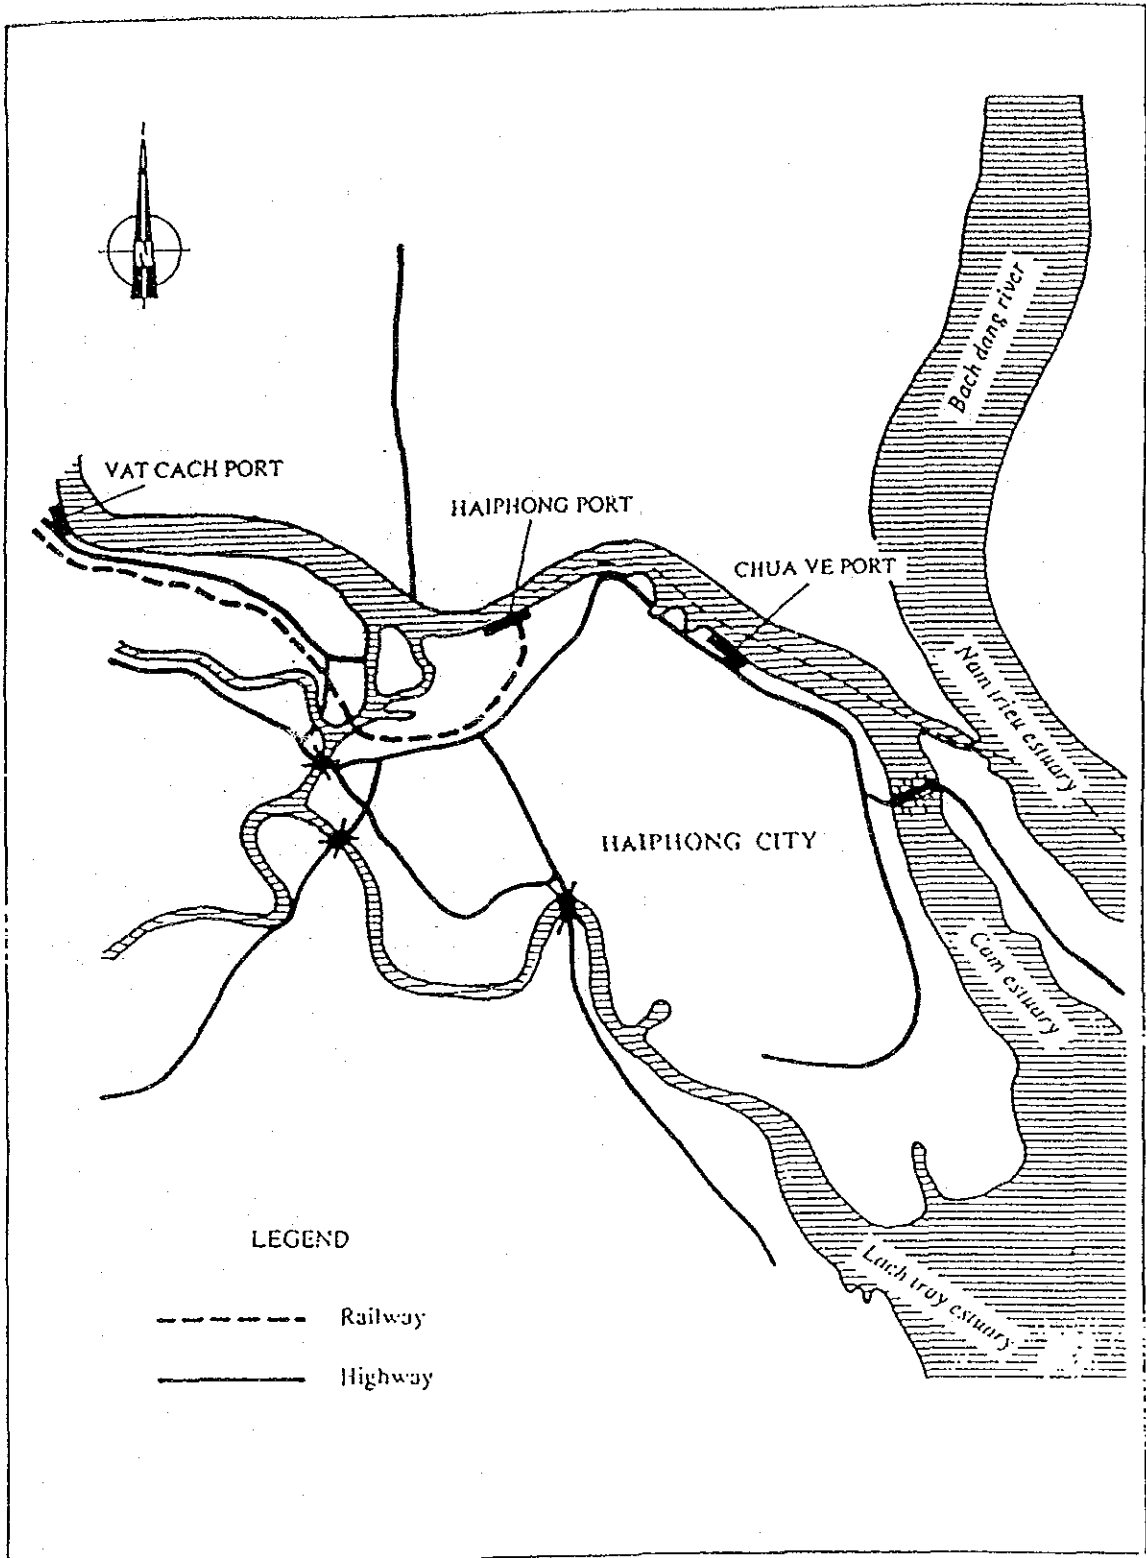 N
Bach dang river
VAT CACH PORT
HAIPHONG PORT
CHUA VE PORT
Nam trieu estuary
HAIPHONG CITY
Cam estuary
Lach tray estuary
LEGEND
Railway
Highway